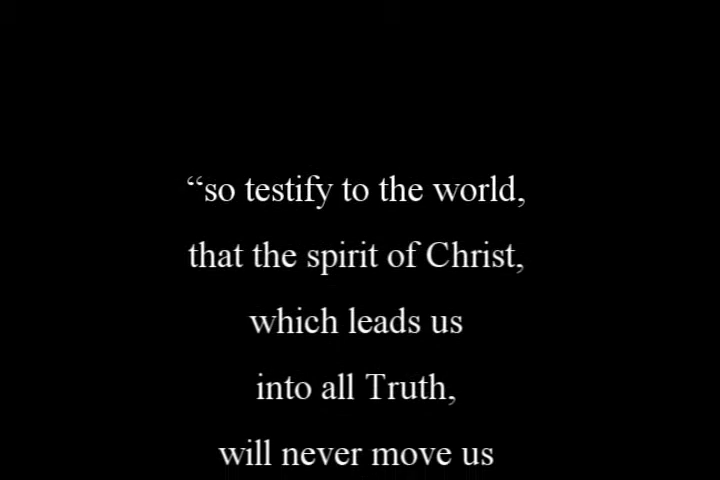 “so testify to the world,
that the spirit of Christ,
which leads us
into all Truth,
will never move us